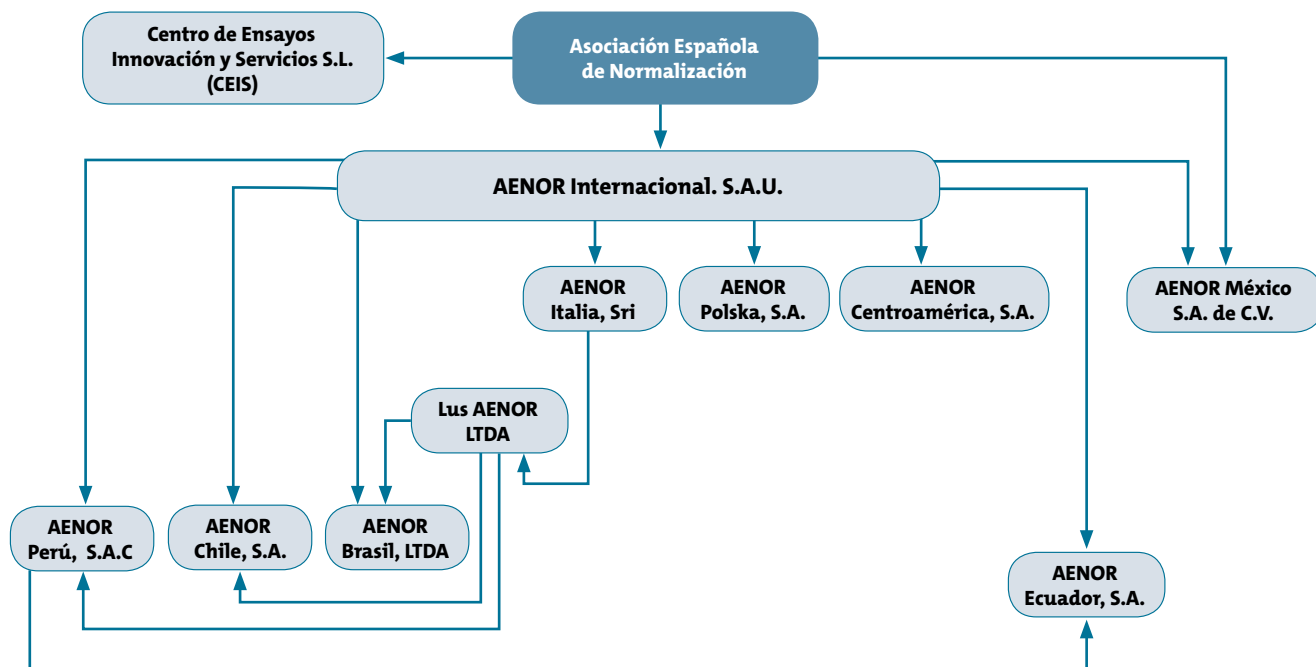 Centro de Ensayos
Innovación y Servicios S.L.
(CEIS)
Asociación Española
de Normalización
AENOR Internacional. S.A.U.
AENOR
Italia, Sri
AENOR
Polska, S.A.
AENOR
Centroamérica, S.A.
AENOR México
S.A. de C.V.
Lus AENOR
LTDA
AENOR
Perú, S.A.C
AENOR
Chile, S.A.
AENOR
Brasil, LTDA
AENOR
Ecuador, S.A.